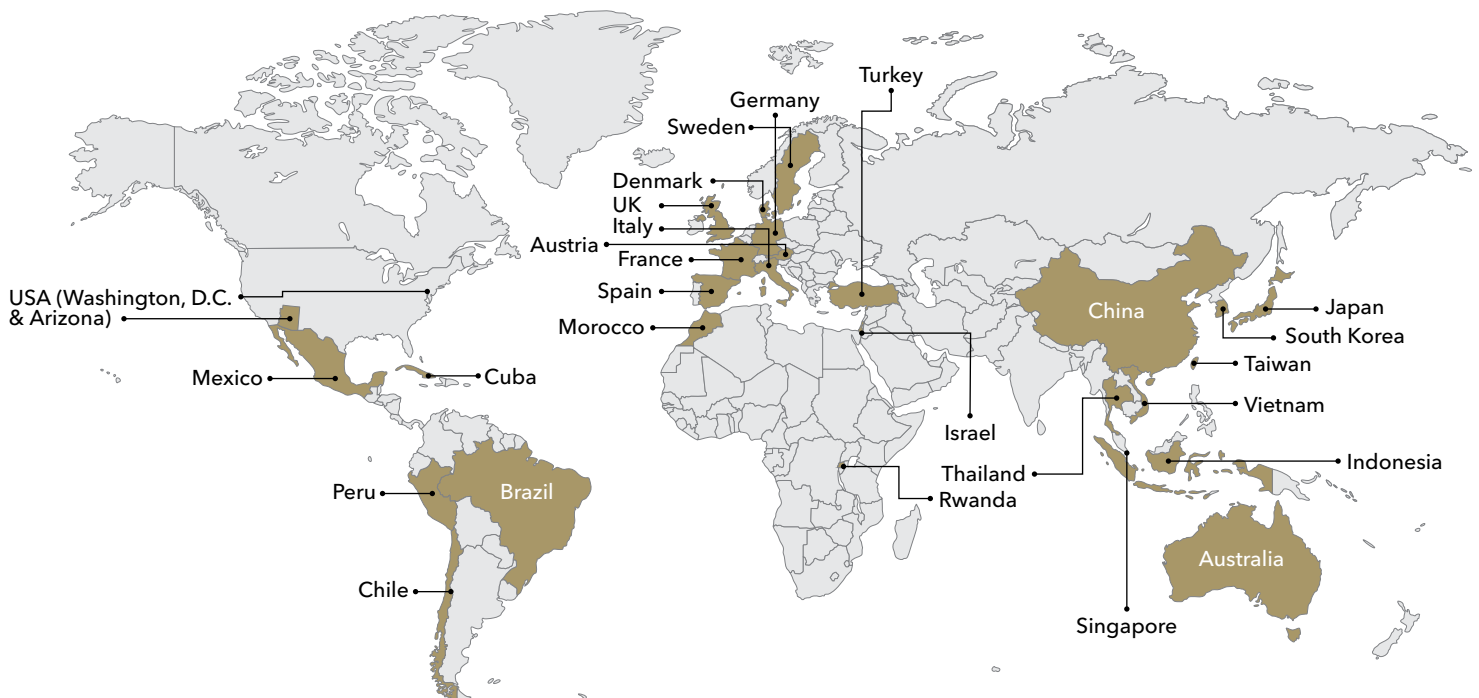 Turkey
Germany
Sweden
Denmark
UK
Italy
Austria
France
Spain
Morocco
USA (Washington, D.C.
& Arizona)
Mexico
Cuba
Peru
Brazil
Chile
China
Japan
South Korea
Taiwan
Vietnam
Israel
Thailand
Indonesia
Rwanda
Australia
Singapore